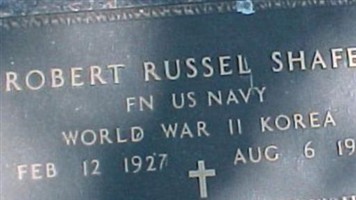 ROBERT RUSSEL SHAFE
FN US NAVY
WORLD WAR II KOREA
FEB 12 1927 AUG 6 19